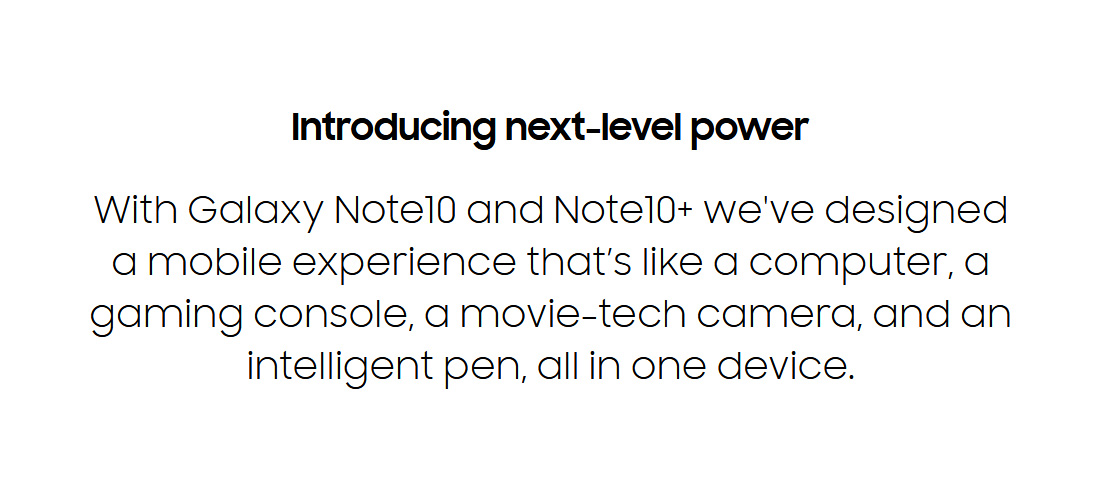 Introducing next-level power
With Galaxy Note10 and Note10+ we've designed
a mobile experience that’s like a computer, a
gaming console, a movie-tech camera, and an
intelligent pen, all in one device.